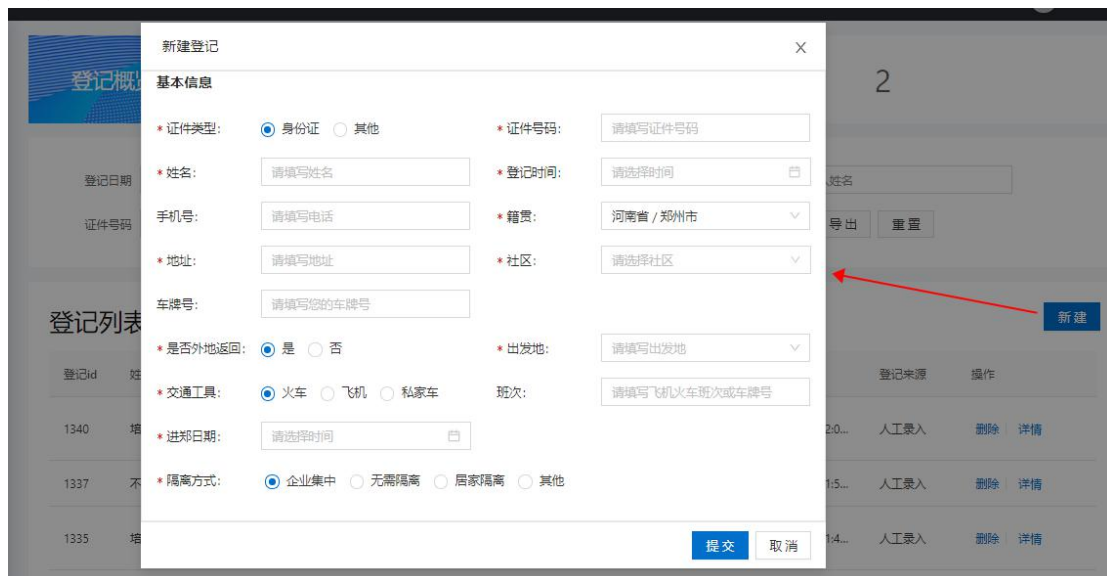 新建登记
登记概
2
基本信息
* 证件类型: 身份证 其他 * 证件号码: 请填写证件号码
登记日期 * 姓名: 请填写姓名 * 登记时间: 请选择时间 姓名
证件号码 手机号: 请填写电话 * 籍贯: 河南省 / 郑州市 导出 重置
* 地址: 请填写地址 * 社区: 请选择社区
车牌号: 请填写您的车牌号
登记列表 新建
* 是否外地返回: 是 否 * 出发地: 请填写出发地
登记id 登记来源 操作
* 交通工具: 火车 飞机 私家车 班次: 请填写飞机火车班次或车牌号
1340 2:0... 人工录入 删除 详情
* 进郑日期: 请选择时间
1337 不 * 隔离方式: 企业集中 无需隔离 居家隔离 其他 1:5... 人工录入 删除 详情
1335 1:4... 人工录入 删除 详情
提交 取消